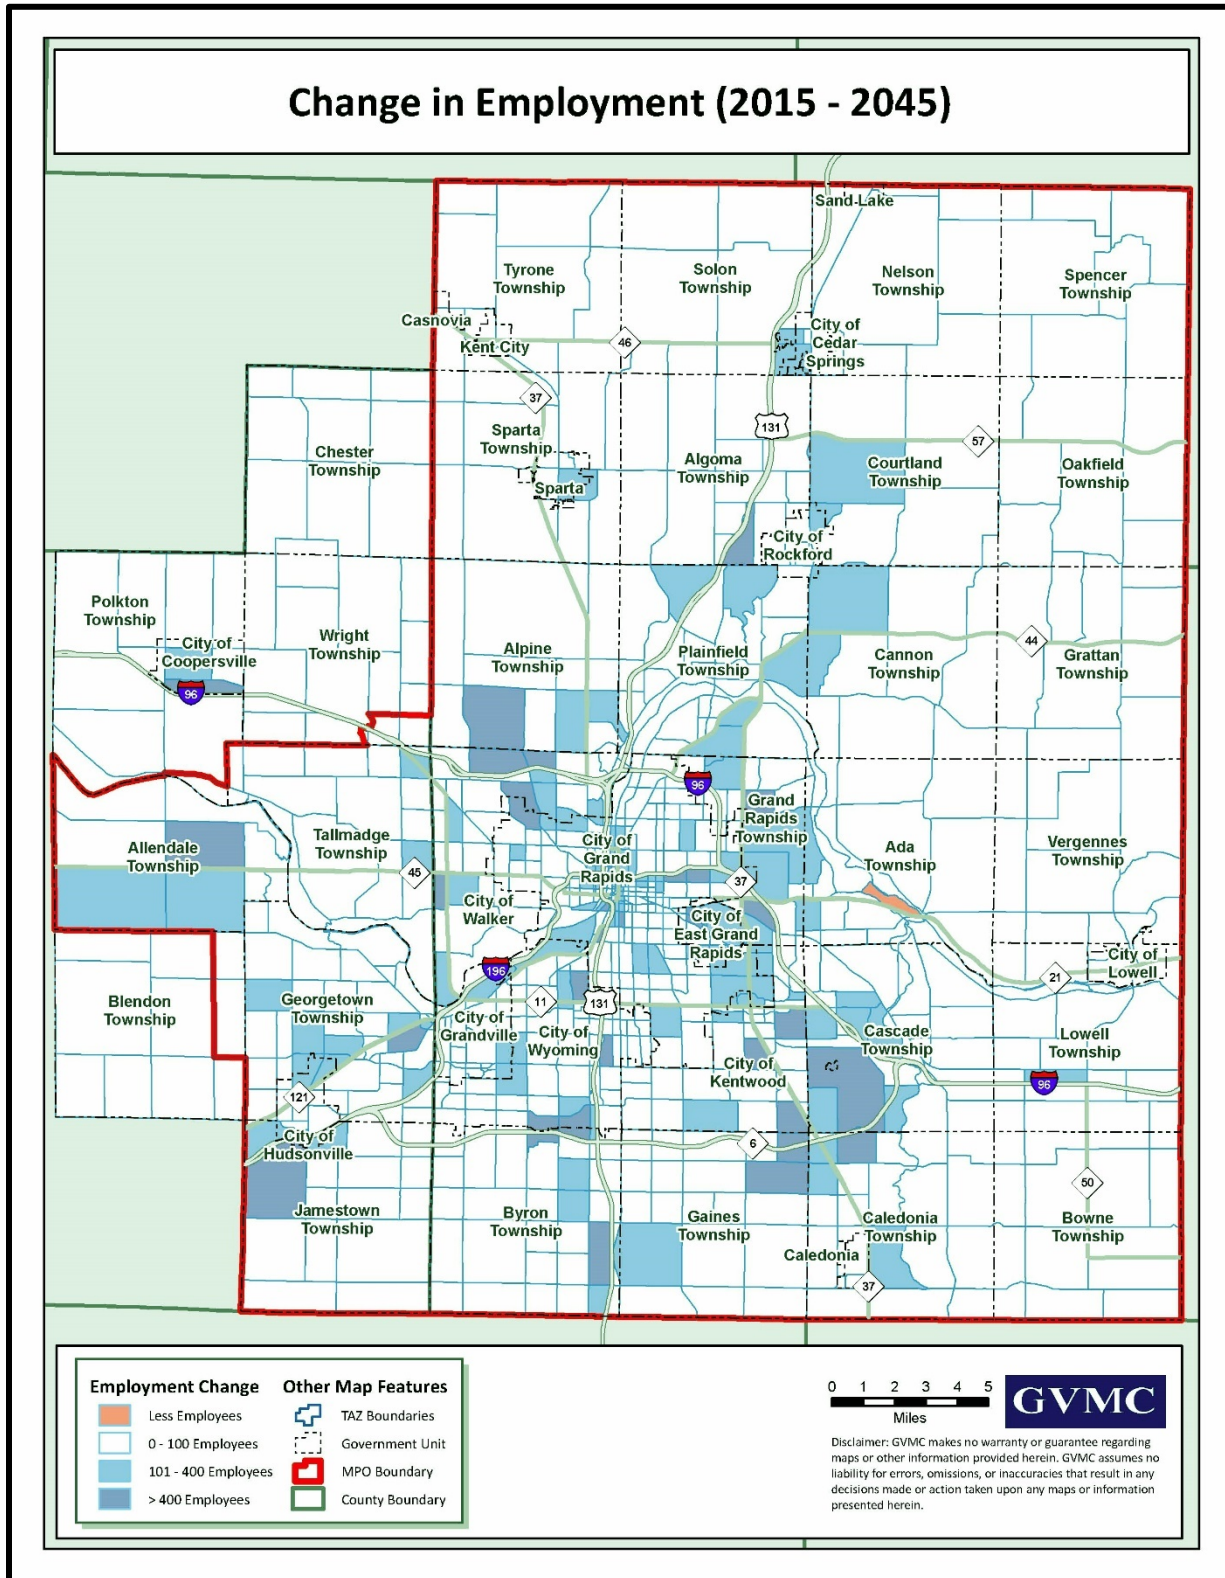 Change in Employment (2015 - 2045)
Sand-Lake
Tyrone
Township
Solon
Township
Nelson
Township
Spencer
Township
Casnovia
Kent-City
46
City of
Cedar
Springs
37
131
Sparta
Township
Chester
Township
57
Algoma
Township
Courtland
Township
Oakfield
Township
Sparta
City of
Rockford
Polkton
Township
City of
Coopersville
Wright
Township
Alpine
Township
Plainfield
Township
Cannon
Township
44
Grattan
Township
96
96
Grand
Rapids
Township
Allendale
Township
Tallmadge
Township
City of
Grand
Rapids
Ada
Township
Vergennes
Township
45
37
City of
Walker
City of
East Grand
Rapids
City of
Lowell
196
21
Blendon
Township
Georgetown
Township
11
131
City of
Grandville
City of
Wyoming
Cascade
Township
Lowell
Township
City of
Kentwood
96
121
City of
Hudsonville
6
50
Jamestown
Township
Byron
Township
Gaines
Township
Caledonia
Township
Bowne
Township
Caledonia
37
Employment Change
Less Employees
0 - 100 Employees
101 - 400 Employees
> 400 Employees
Other Map Features
TAZ Boundaries
Government Unit
MPO Boundary
County Boundary
0 1 2 3 4 5
Miles
GVMC
Disclaimer: GVMC makes no warranty or guarantee regarding
maps or other information provided herein. GVMC assumes no
liability for errors, omissions, or inaccuracies that result in any
decisions made or action taken upon any maps or information
presented herein.